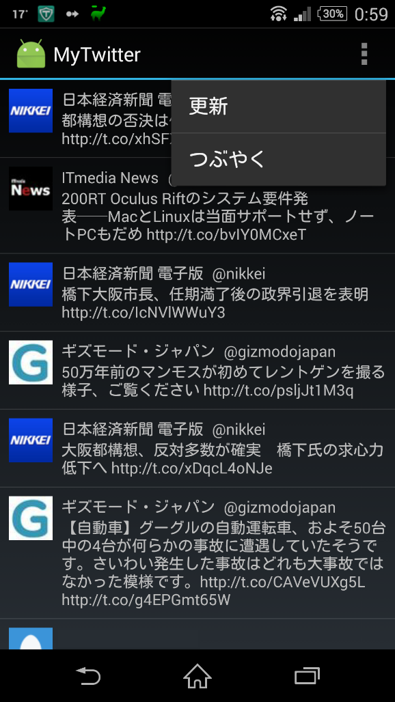 17°
30%
0:59
MyTwitter
更新
つぶやく
NIKKEI
日本経済新聞 電
都構想の否決は
http://t.co/xhSF
ITmedia
News
ITmedia News
200RT Oculus Riftのシステム要件発
表――MacとLinuxは当面サポートせず、ノー
トPCもだめ http://t.co/bvIY0MCxeT
NIKKEI
日本経済新聞 電子版 @nikkei
橋下大阪市長、任期満了後の政界引退を表明
http://t.co/IcNVlWWuY3
G
ギズモード・ジャパン @gizmodojapan
50万年前のマンモスが初めてレントゲンを撮る
様子、ご覧ください http://t.co/psljJt1M3q
NIKKEI
日本経済新聞 電子版 @nikkei
大阪都構想、反対多数が確実 橋下氏の求心力
低下へ http://t.co/xDqcL4oNJe
G
ギズモード・ジャパン @gizmodojapan
【自動車】グーグルの自動運転車、およそ50台
中の4台が何らかの事故に遭遇していたそうで
す。さいわい発生した事故はどれも大事故では
なかった模様です。http://t.co/CAVeVUXg5L
http://t.co/g4EPGmt65W